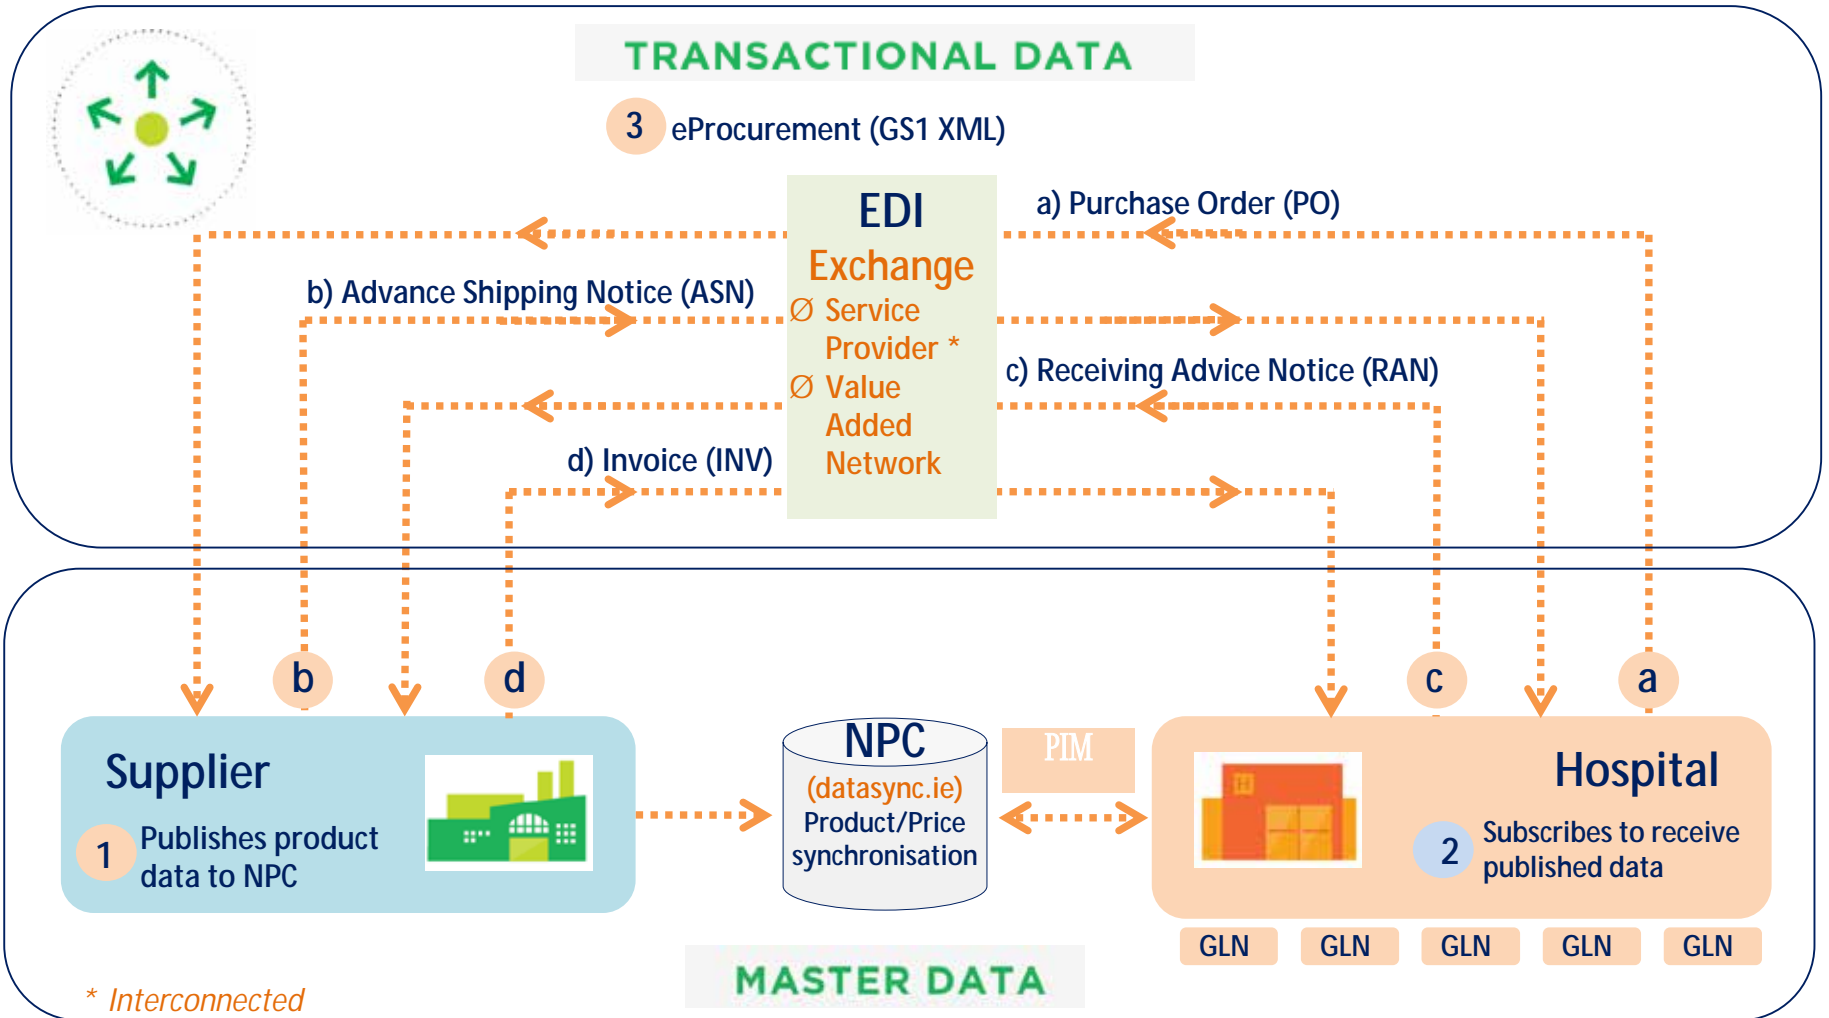 TRANSACTIONAL DATA
3 eProcurement (GS1 XML)
EDI
Exchange
Ø Service
Provider *
Ø Value
Added
Network
a) Purchase Order (PO)
b) Advance Shipping Notice (ASN)
c) Receiving Advice Notice (RAN)
d) Invoice (INV)
b
d
c
a
Supplier
1 Publishes product
data to NPC
NPC
(datasync.ie)
Product/Price
synchronisation
PIM
H
Hospital
2 Subscribes to receive
published data
GLN GLN GLN GLN GLN
MASTER DATA
* Interconnected